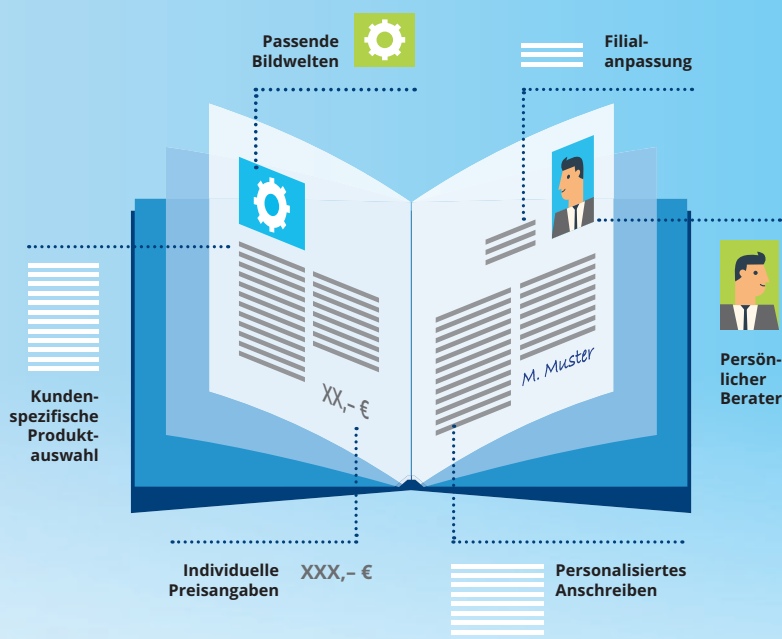 Passende
Bildwelten
Filial-
anpassung
Kunden-
spezifische
Produkt-
auswahl
XX,- €
M. Muster
Persön-
licher
Berater
Individuelle
Preisangaben
XXX,– €
Personalisiertes
Anschreiben